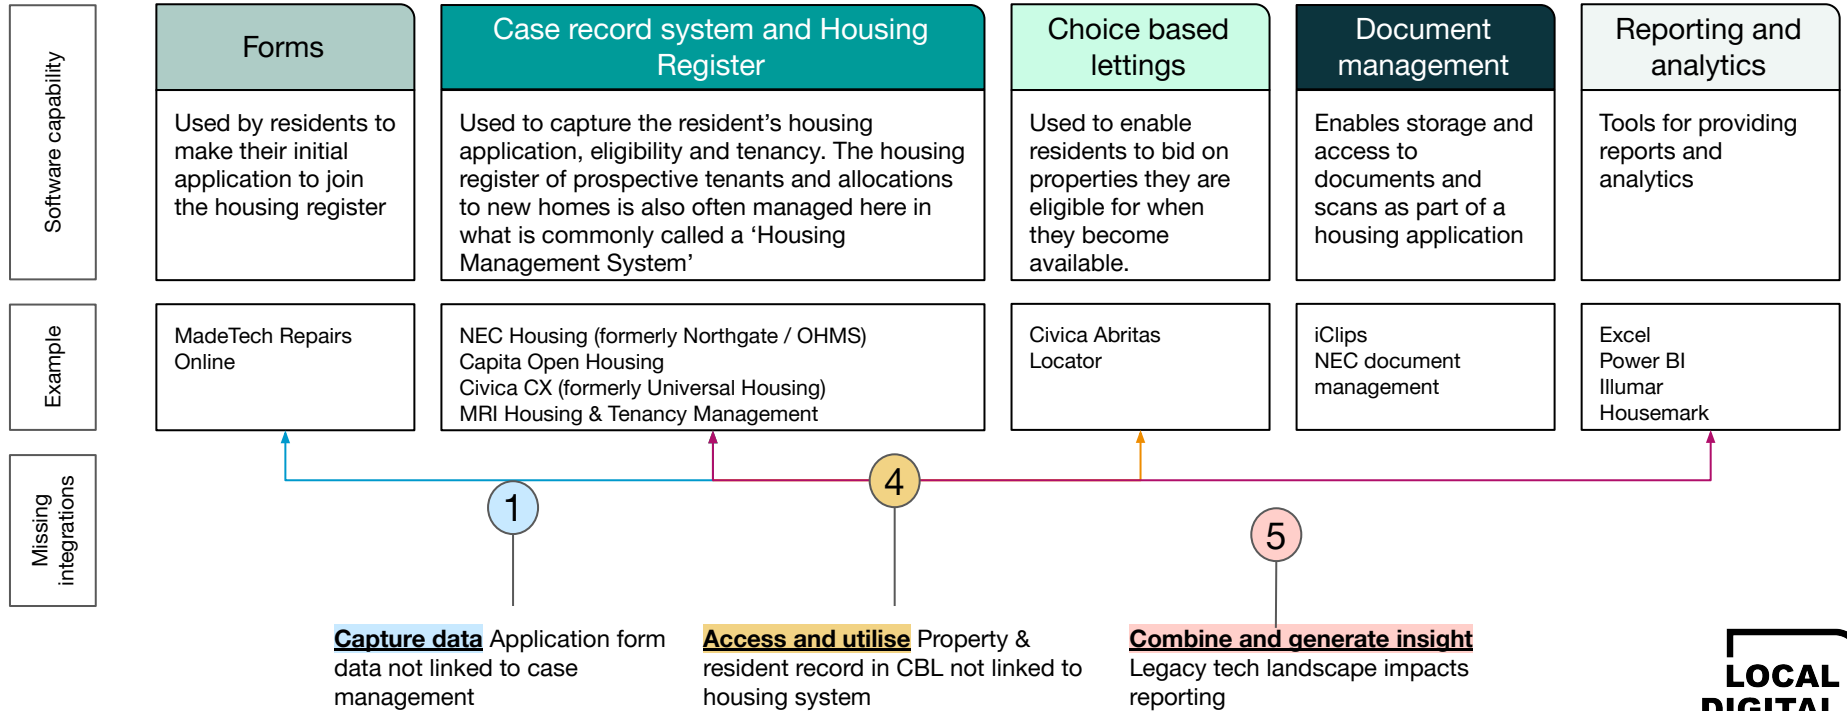 Software capability
Forms
Used by residents to
make their initial
application to join
the housing register
Case record system and Housing
Register
Used to capture the resident’s housing
application, eligibility and tenancy. The housing
register of prospective tenants and allocations
to new homes is also often managed here in
what is commonly called a ‘Housing
Management System’
Choice based
lettings
Used to enable
residents to bid on
properties they are
eligible for when
they become
available.
Document
management
Enables storage and
access to
documents and
scans as part of a
housing application
Reporting and
analytics
Tools for providing
reports and
analytics
Example
MadeTech Repairs
Online
NEC Housing (formerly Northgate / OHMS)
Capita Open Housing
Civica CX (formerly Universal Housing)
MRI Housing & Tenancy Management
Civica Abritas
Locator
iClips
NEC document
management
Excel
Power BI
Illumar
Housemark
Missing
integrations
1
4
5
Capture data Application form
data not linked to case
management
Access and utilise Property &
resident record in CBL not linked to
housing system
Combine and generate insight
Legacy tech landscape impacts
reporting
LOCAL
DIGITAL